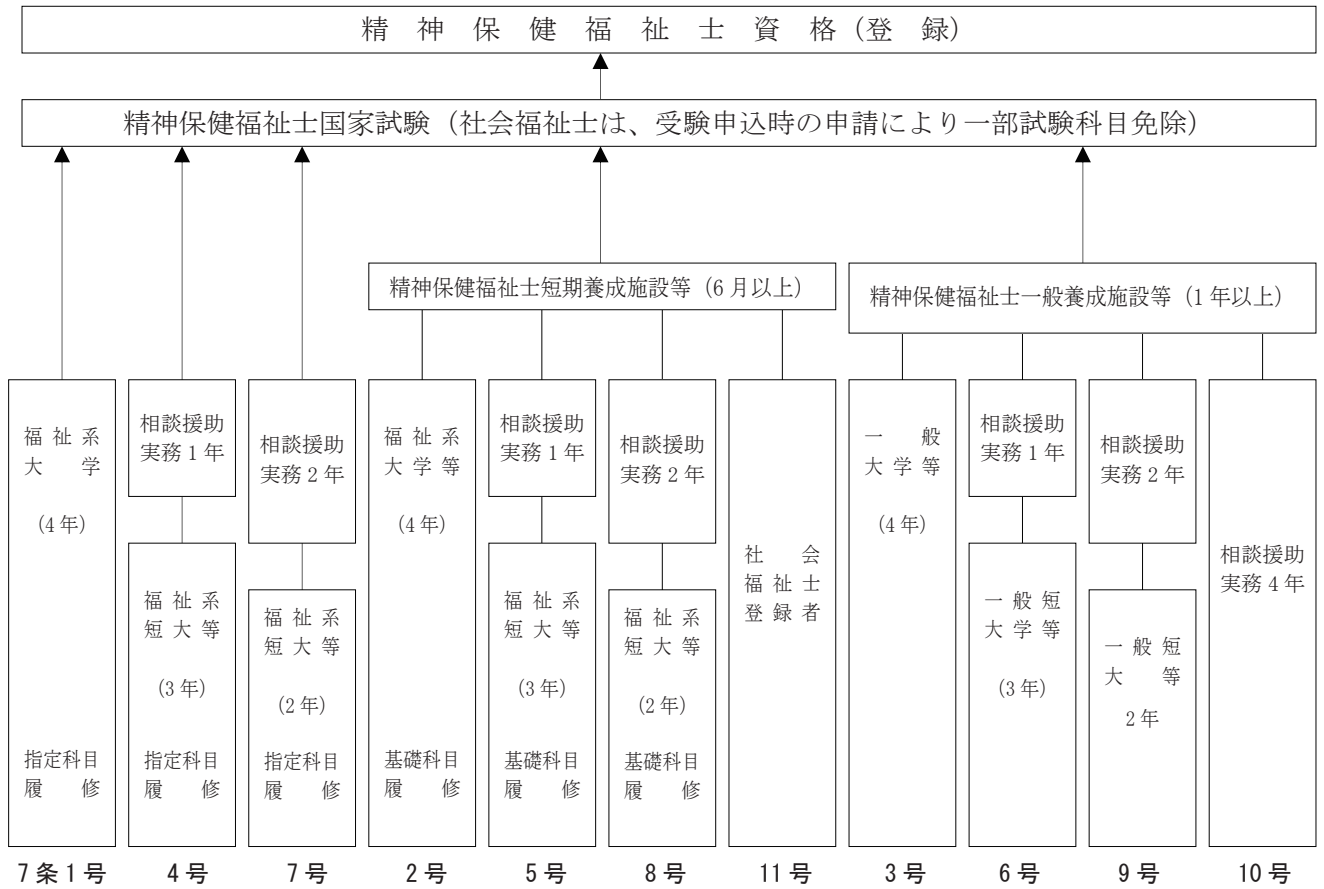 精神保健福祉士資格（登録）
精神保健福祉士国家試験（社会福祉士は、受験申込時の申請により一部試験科目免除）
精神保健福祉士短期養成施設等（6月以上）
精神保健福祉士一般養成施設等（1年以上）
福祉系
大学
（4年）
指定科目
履修
相談援助
実務1年
福祉系
短大等
（3年）
指定科目
履修
相談援助
実務2年
福祉系
短大等
（2年）
指定科目
履修
福祉系
大学等
（4年）
基礎科目
履修
相談援助
実務1年
福祉系
短大等
（3年）
基礎科目
履修
相談援助
実務2年
福祉系
短大等
（2年）
基礎科目
履修
社会
福祉士
登録者
一般
大学等
（4年）
相談援助
実務1年
一般短
大学等
（3年）
相談援助
実務2年
一般短
大等
2年
相談援助
実務4年
7条1号
4号
7号
2号
5号
8号
11号
3号
6号
9号
10号